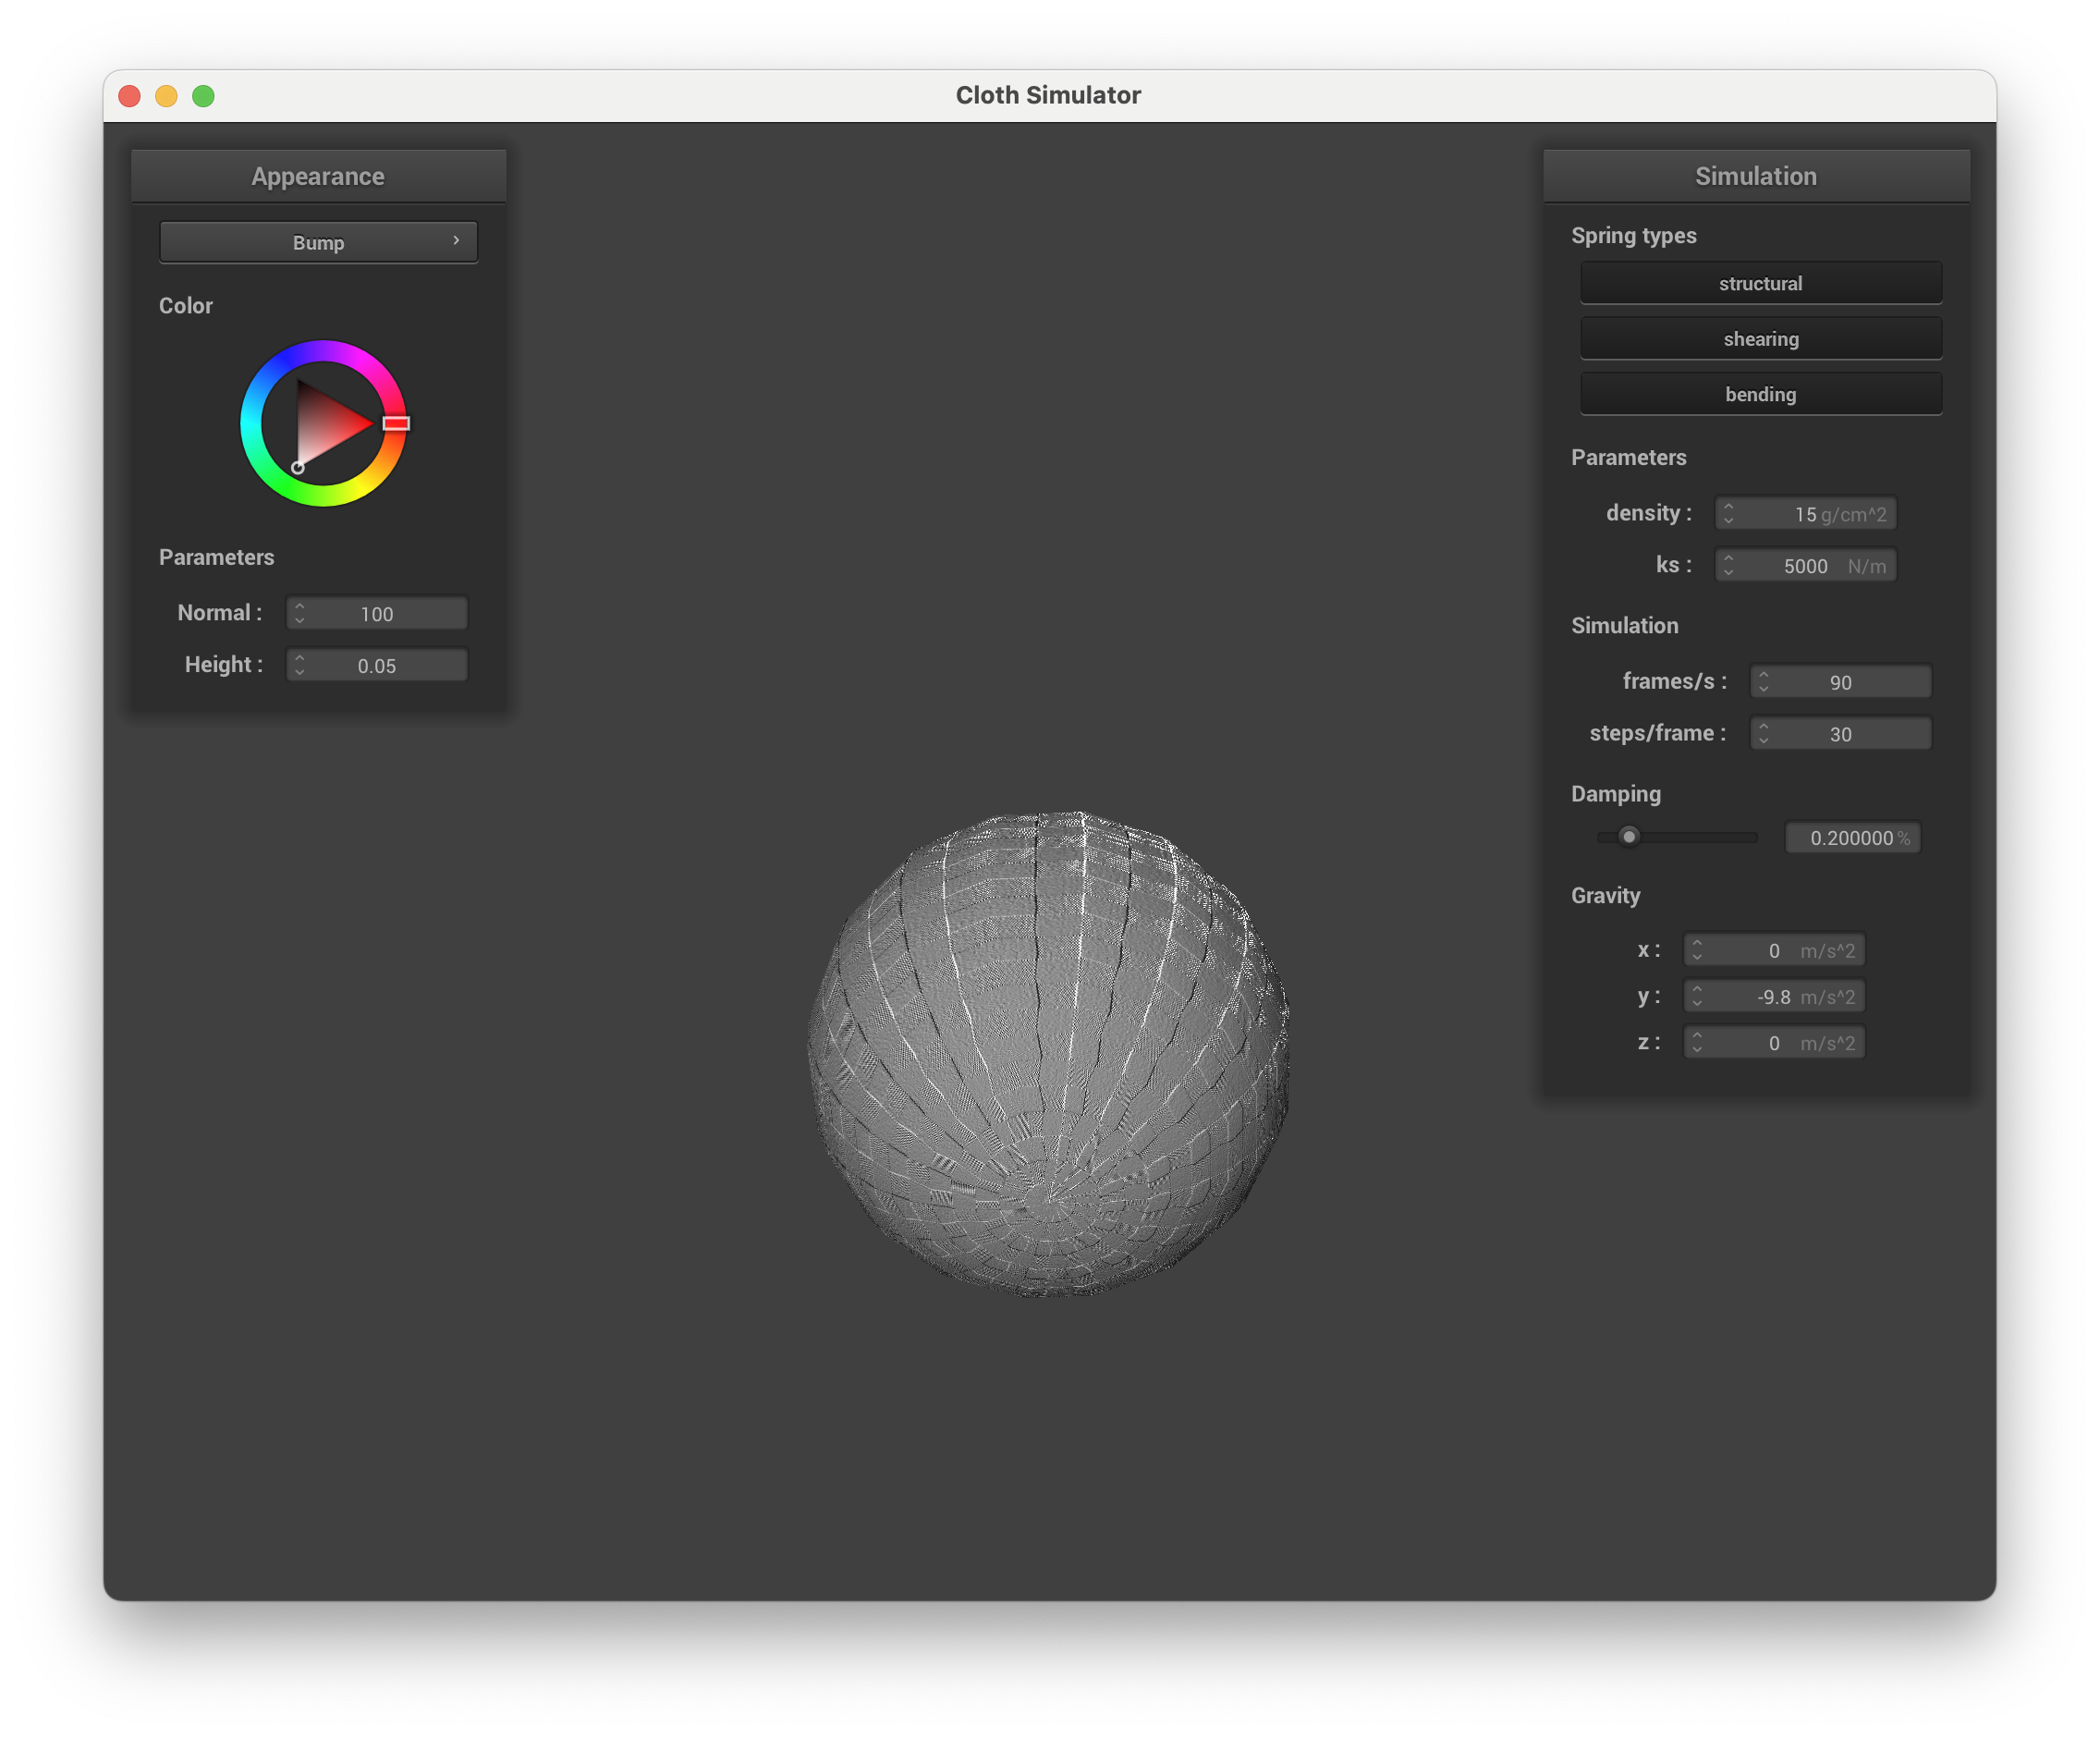 Cloth Simulator
Appearance
Bump
Color
Parameters
Normal : 100
Height : 0.05
Simulation
Spring types
structural
shearing
bending
Parameters
density : 15 g/cm^2
ks : 5000 N/m
Simulation
frames/s : 90
steps/frame : 30
Damping
0.200000 %
Gravity
x : 0 m/s^2
y : -9.8 m/s^2
z : 0 m/s^2